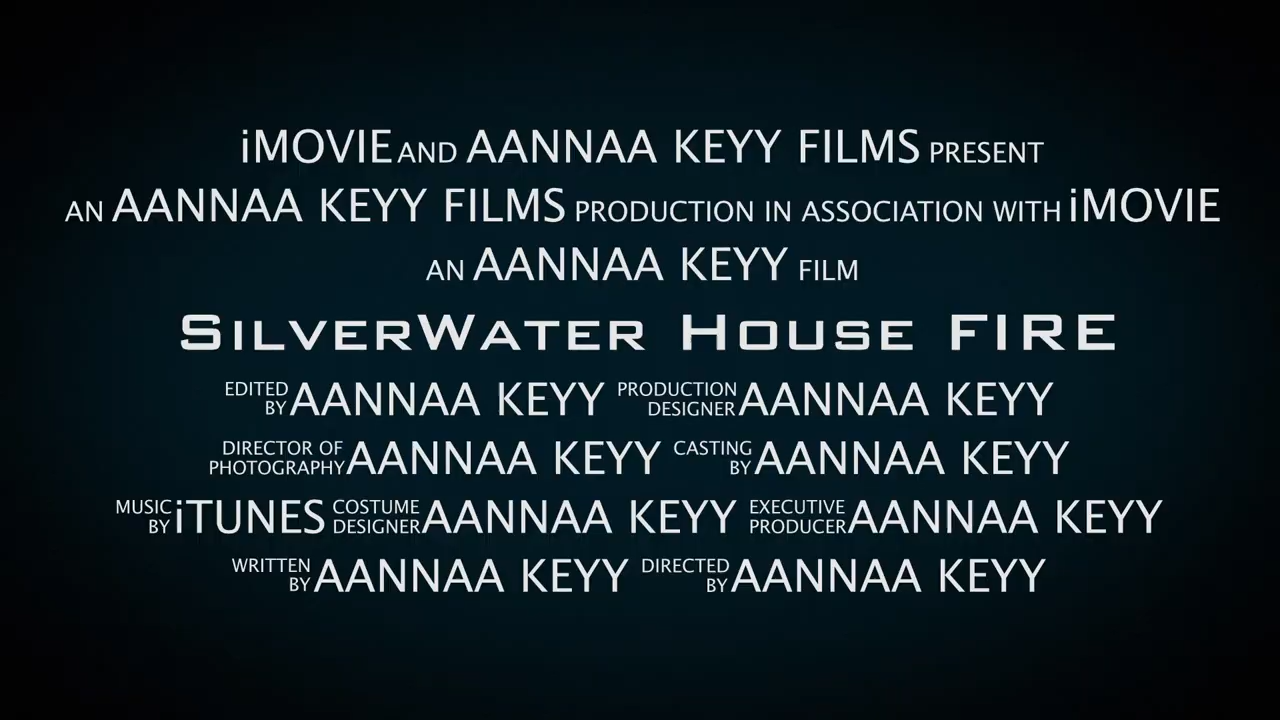 iMOVIE AND AANNAA KEYY FILMS PRESENT
AN AANNAA KEYY FILMS PRODUCTION IN ASSOCIATION WITH iMOVIE
AN AANNAA KEYY FILM
SILVERWATER HOUSE FIRE
EDITED BY AANNAA KEYY PRODUCTION DESIGNER AANNAA KEYY
DIRECTOR OF PHOTOGRAPHY AANNAA KEYY CASTING BY AANNAA KEYY
MUSIC BY iTUNES COSTUME DESIGNER AANNAA KEYY EXECUTIVE PRODUCER AANNAA KEYY
WRITTEN BY AANNAA KEYY DIRECTED BY AANNAA KEYY